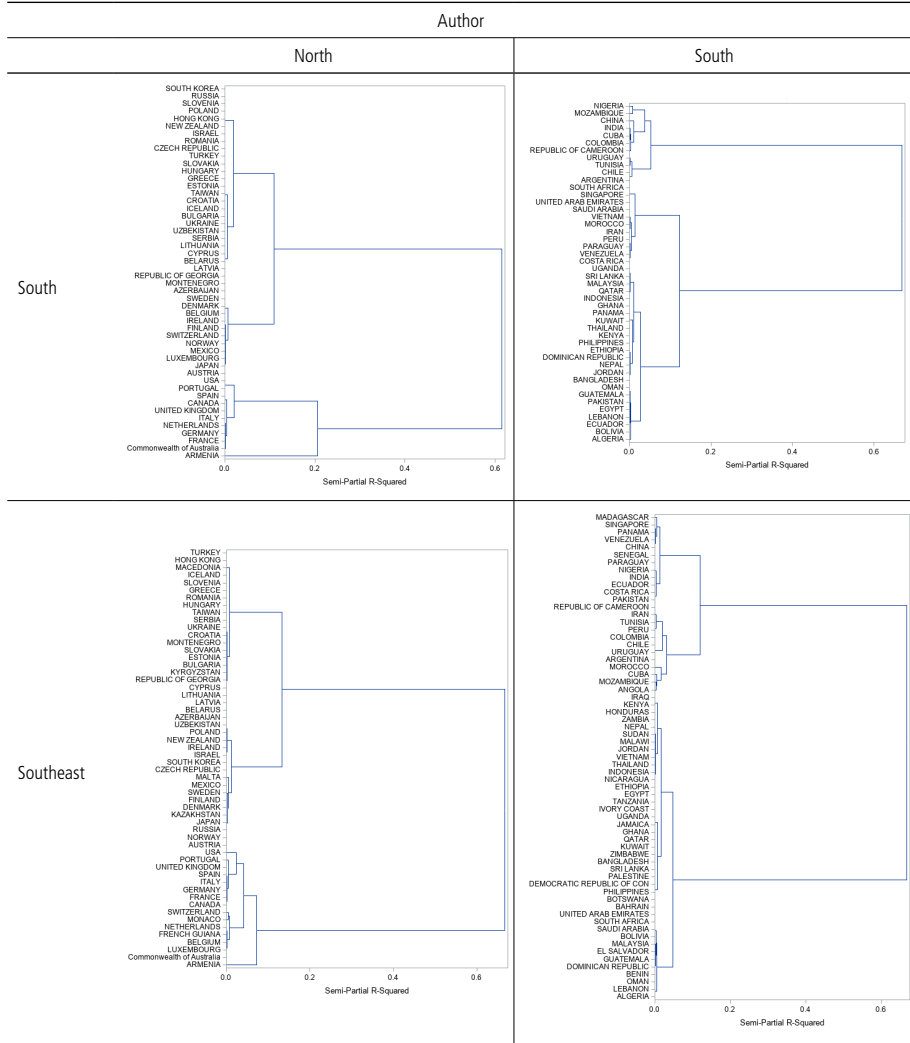 Author
North
South
South
SOUTH KOREA
RUSSIA
SLOVENIA
POLAND
HONG KONG
NEW ZEALAND
ISRAEL
ROMANIA
CZECH REPUBLIC
TURKEY
SLOVAKIA
HUNGARY
GREECE
ESTONIA
TAIWAN
CROATIA
ICELAND
BULGARIA
UKRAINE
UZBEKISTAN
SERBIA
LITHUANIA
CYPRUS
BELARUS
LATVIA
REPUBLIC OF GEORGIA
MONTENEGRO
AZERBAIJAN
SWEDEN
DENMARK
BELGIUM
IRELAND
FINLAND
SWITZERLAND
NORWAY
MEXICO
LUXEMBOURG
JAPAN
AUSTRIA
USA
PORTUGAL
SPAIN
CANADA
UNITED KINGDOM
ITALY
NETHERLANDS
GERMANY
FRANCE
Commonwealth of Australia
ARMENIA
0.0 0.2 0.4 0.6
Semi-Partial R-Squared
NIGERIA
MOZAMBIQUE
CHINA
INDIA
CUBA
COLOMBIA
REPUBLIC OF CAMEROON
URUGUAY
TUNISIA
CHILE
ARGENTINA
SOUTH AFRICA
SINGAPORE
UNITED ARAB EMIRATES
SAUDI ARABIA
VIETNAM
MOROCCO
IRAN
PERU
PARAGUAY
VENEZUELA
COSTA RICA
UGANDA
SRI LANKA
MALAYSIA
QATAR
INDONESIA
GHANA
PANAMA
KUWAIT
THAILAND
KENYA
PHILIPPINES
ETHIOPIA
DOMINICAN REPUBLIC
NEPAL
JORDAN
BANGLADESH
OMAN
GUATEMALA
PAKISTAN
EGYPT
LEBANON
ECUADOR
BOLIVIA
ALGERIA
0.0 0.2 0.4 0.6
Semi-Partial R-Squared
Southeast
TURKEY
HONG KONG
MACEDONIA
ICELAND
SLOVENIA
GREECE
ROMANIA
HUNGARY
TAIWAN
SERBIA
UKRAINE
CROATIA
MONTENEGRO
SLOVAKIA
ESTONIA
BULGARIA
KYRGYZSTAN
REPUBLIC OF GEORGIA
CYPRUS
LITHUANIA
LATVIA
BELARUS
AZERBAIJAN
UZBEKISTAN
POLAND
NEW ZEALAND
IRELAND
ISRAEL
SOUTH KOREA
CZECH REPUBLIC
MALTA
MEXICO
SWEDEN
FINLAND
DENMARK
KAZAKHSTAN
JAPAN
RUSSIA
NORWAY
AUSTRIA
USA
PORTUGAL
UNITED KINGDOM
SPAIN
ITALY
GERMANY
FRANCE
CANADA
SWITZERLAND
MONACO
NETHERLANDS
FRENCH GUIANA
BELGIUM
LUXEMBOURG
Commonwealth of Australia
ARMENIA
0.0 0.2 0.4 0.6
Semi-Partial R-Squared
MADAGASCAR
SINGAPORE
PANAMA
VENEZUELA
CHINA
SENEGAL
PARAGUAY
NIGERIA
INDIA
ECUADOR
COSTA RICA
PAKISTAN
REPUBLIC OF CAMEROON
IRAN
TUNISIA
PERU
COLOMBIA
CHILE
URUGUAY
ARGENTINA
MOROCCO
CUBA
MOZAMBIQUE
ANGOLA
IRAQ
KENYA
HONDURAS
ZAMBIA
NEPAL
SUDAN
MALAWI
JORDAN
VIETNAM
THAILAND
INDONESIA
NICARAGUA
ETHIOPIA
EGYPT
TANZANIA
IVORY COAST
UGANDA
JAMAICA
GHANA
QATAR
KUWAIT
ZIMBABWE
BANGLADESH
SRI LANKA
PALESTINE
DEMOCRATIC REPUBLIC OF CON
PHILIPPINES
BOTSWANA
BAHRAIN
UNITED ARAB EMIRATES
SOUTH AFRICA
SAUDI ARABIA
BOLIVIA
MALAYSIA
EL SALVADOR
GUATEMALA
DOMINICAN REPUBLIC
BENIN
OMAN
LEBANON
ALGERIA
0.0 0.2 0.4 0.6
Semi-Partial R-Squared